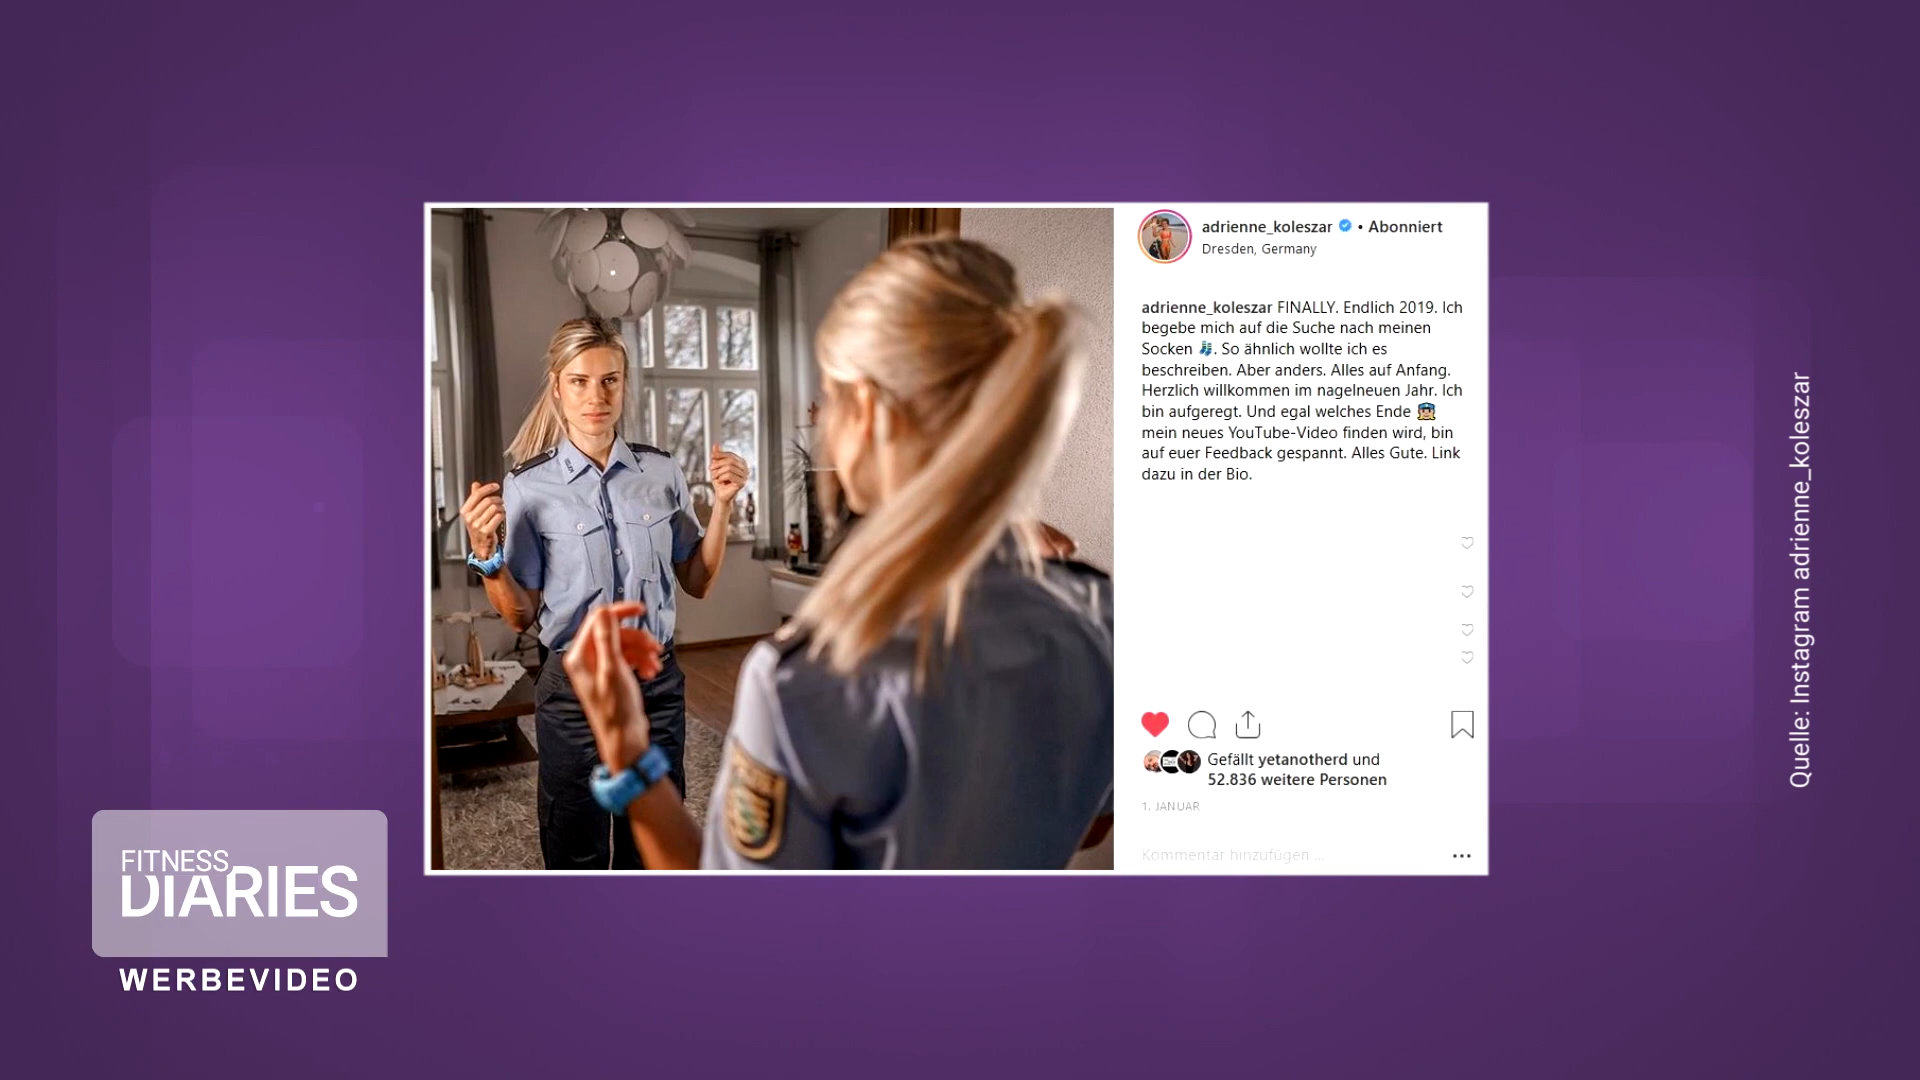 adrienne_koleszar • Abonniert
Dresden, Germany
adrienne_koleszar FINALLY. Endlich 2019. Ich
begebe mich auf die Suche nach meinen
Socken 🧦. So ähnlich wollte ich es
beschreiben. Aber anders. Alles auf Anfang.
Herzlich willkommen im nagelneuen Jahr. Ich
bin aufgeregt. Und egal welches Ende 👮
mein neues YouTube-Video finden wird, bin
auf euer Feedback gespannt. Alles Gute. Link
dazu in der Bio.
Gefällt yetanotherd und
52.836 weitere Personen
1. JANUAR
Kommentar hinzufügen ...
Quelle: Instagram adrienne_koleszar
FITNESS
DIARIES
WERBEVIDEO